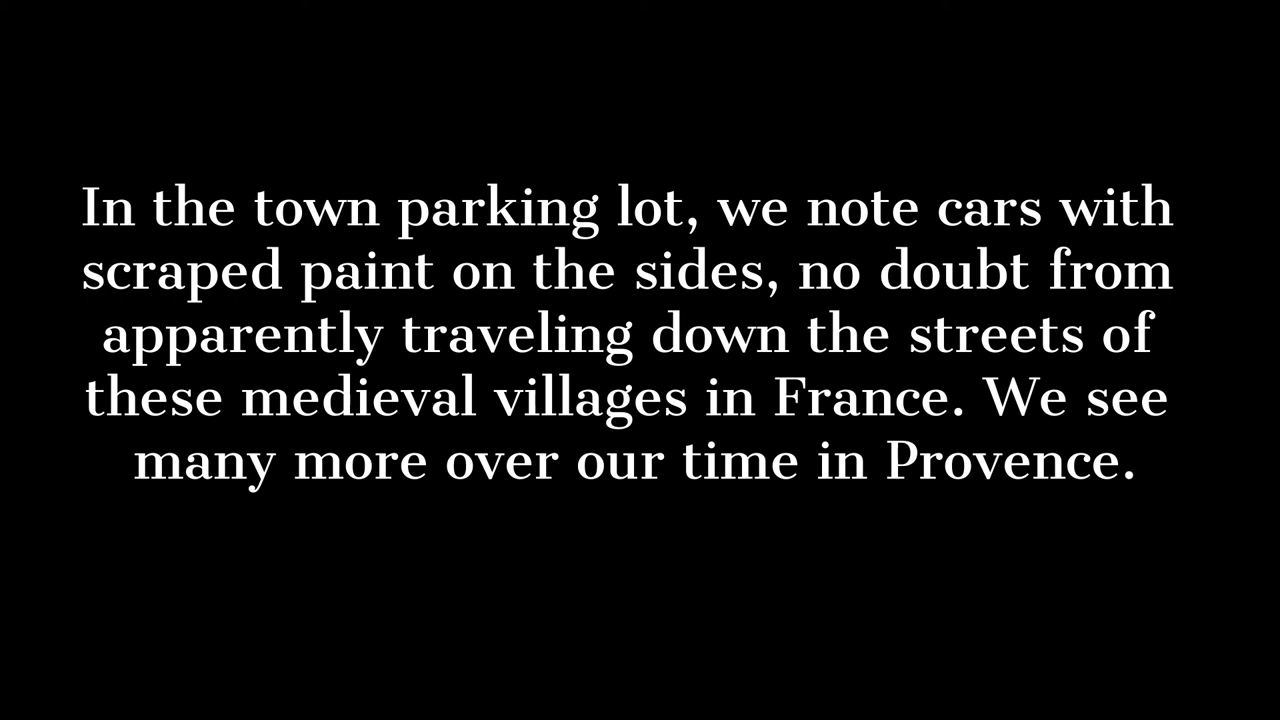 In the town parking lot, we note cars with
scraped paint on the sides, no doubt from
apparently traveling down the streets of
these medieval villages in France. We see
many more over our time in Provence.